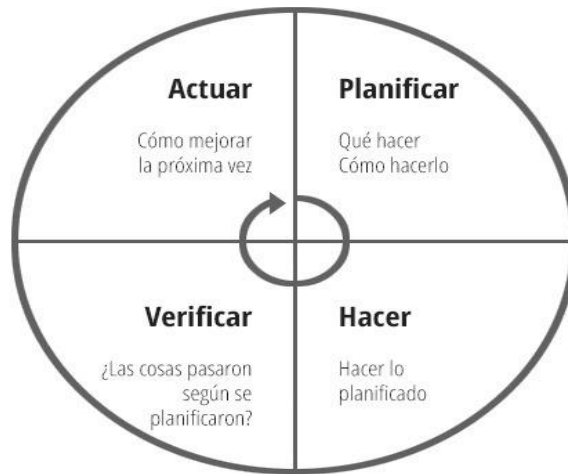 Actuar
Cómo mejorar
la próxima vez
Planificar
Qué hacer
Cómo hacerlo
Verificar
¿Las cosas pasaron
según se
planificaron?
Hacer
Hacer lo
planificado